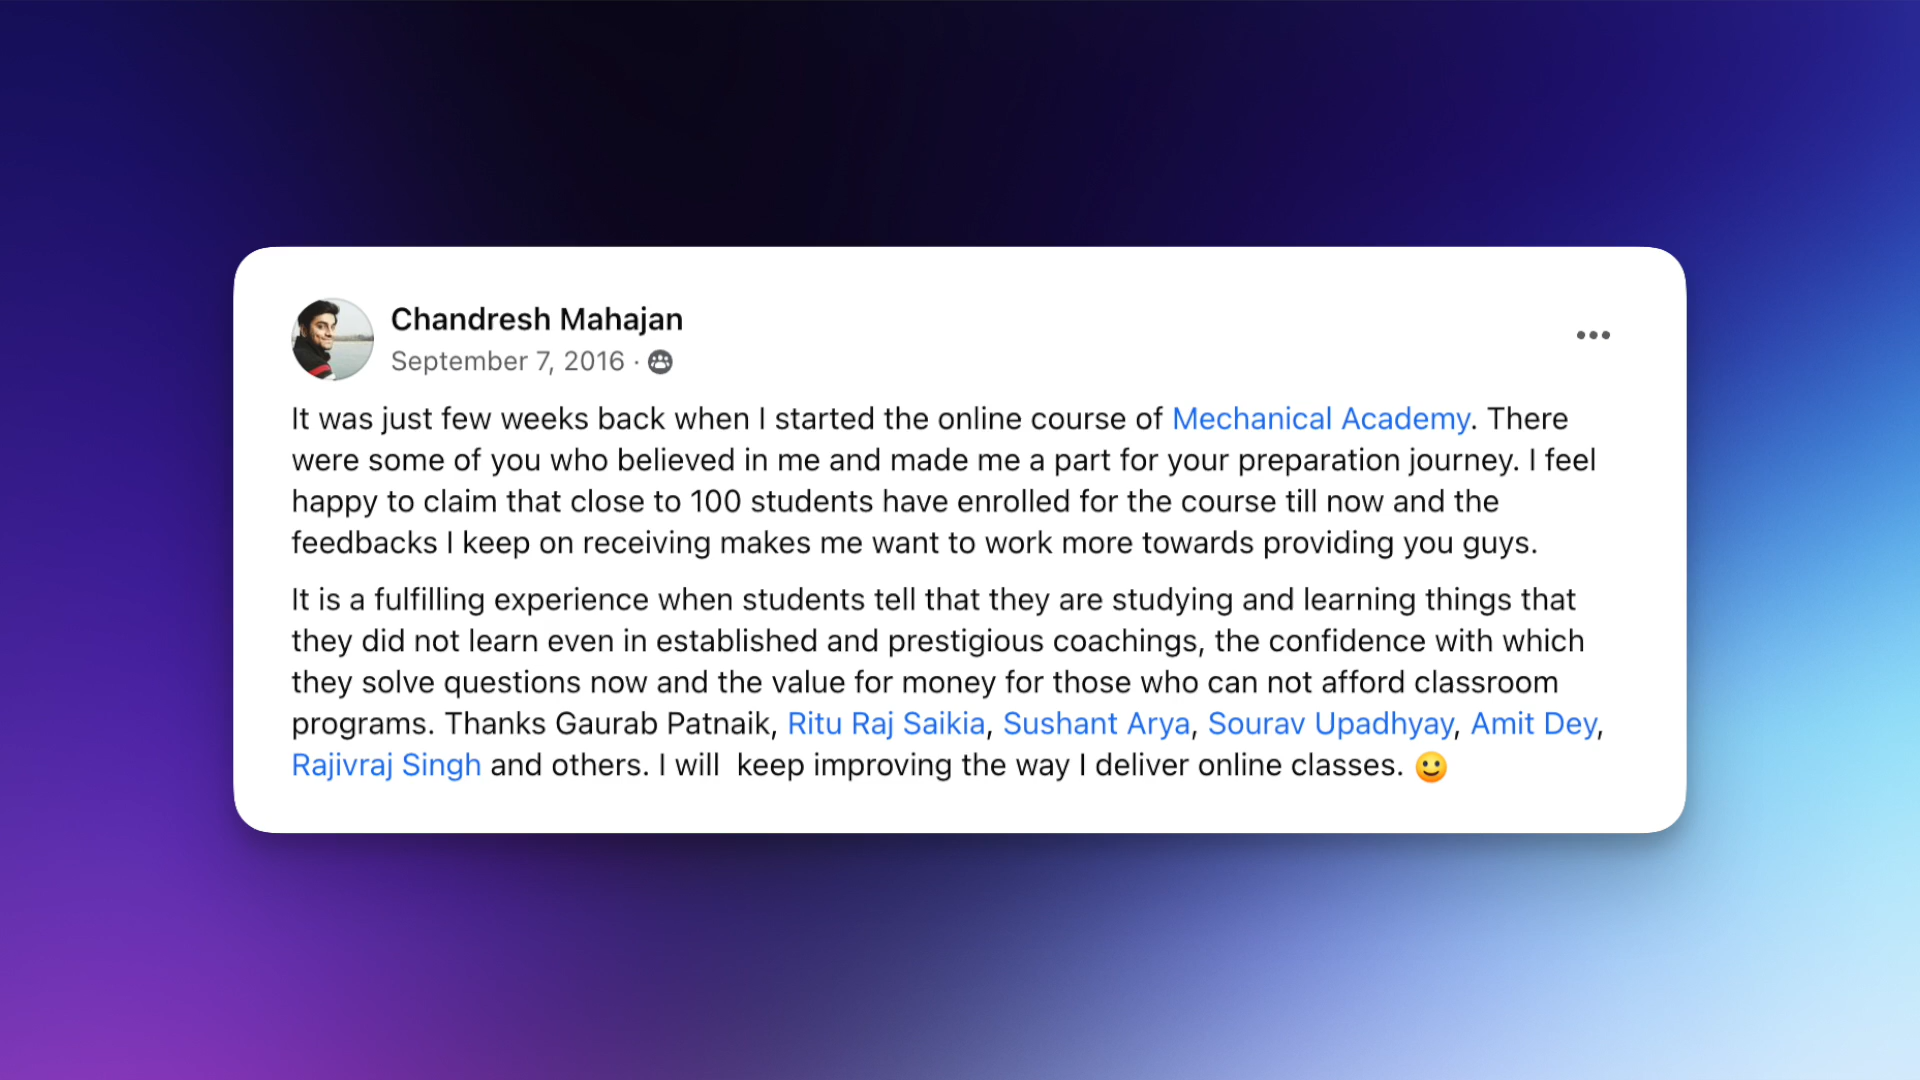 Chandresh Mahajan
September 7, 2016 ·
It was just few weeks back when I started the online course of Mechanical Academy. There
were some of you who believed in me and made me a part for your preparation journey. I feel
happy to claim that close to 100 students have enrolled for the course till now and the
feedbacks I keep on receiving makes me want to work more towards providing you guys.
It is a fulfilling experience when students tell that they are studying and learning things that
they did not learn even in established and prestigious coachings, the confidence with which
they solve questions now and the value for money for those who can not afford classroom
programs. Thanks Gaurab Patnaik, Ritu Raj Saikia, Sushant Arya, Sourav Upadhyay, Amit Dey,
Rajivraj Singh and others. I will  keep improving the way I deliver online classes. 🙂